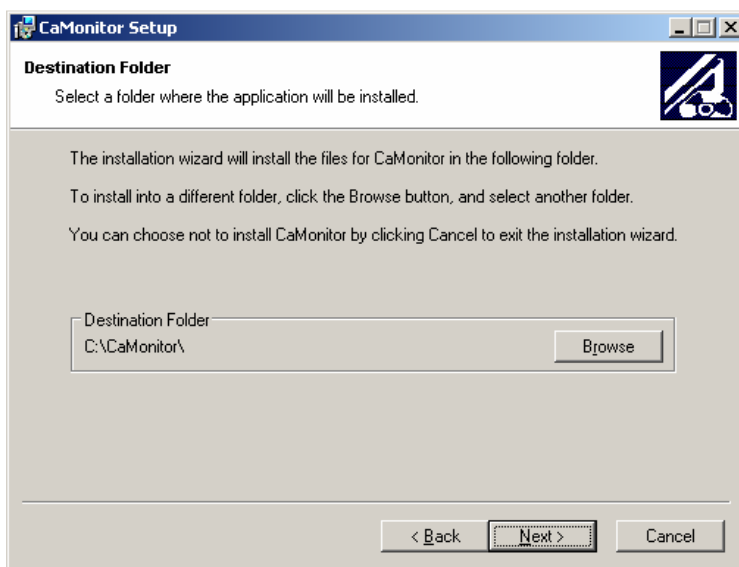 CaMonitor Setup
Destination Folder
Select a folder where the application will be installed.
The installation wizard will install the files for CaMonitor in the following folder.
To install into a different folder, click the Browse button, and select another folder.
You can choose not to install CaMonitor by clicking Cancel to exit the installation wizard.
Destination Folder
C:\CaMonitor\
Browse
< Back
Next >
Cancel